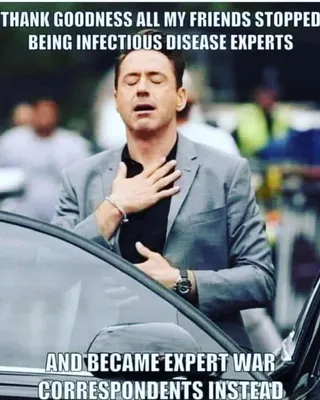 THANK GOODNESS ALL MY FRIENDS STOPPED
BEING INFECTIOUS DISEASE EXPERTS
AND BECAME EXPERT WAR
CORRESPONDENTS INSTEAD